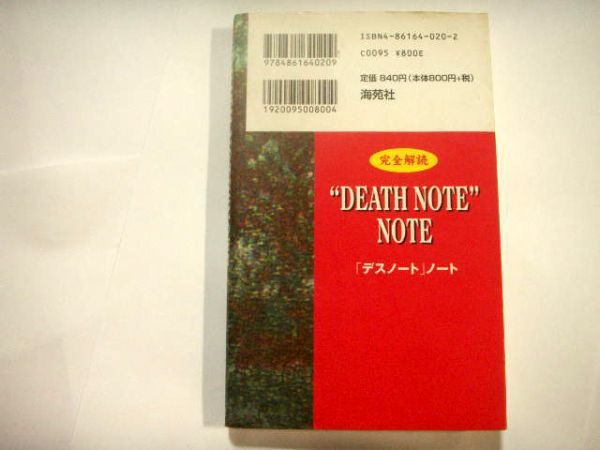 ISBN4-86164-020-2
C0095 ¥800E
9784861640209
定価 840円(本体800円+税)
1920095008004
海苑社
完全解読
“DEATH NOTE”
NOTE
「デスノート」ノート